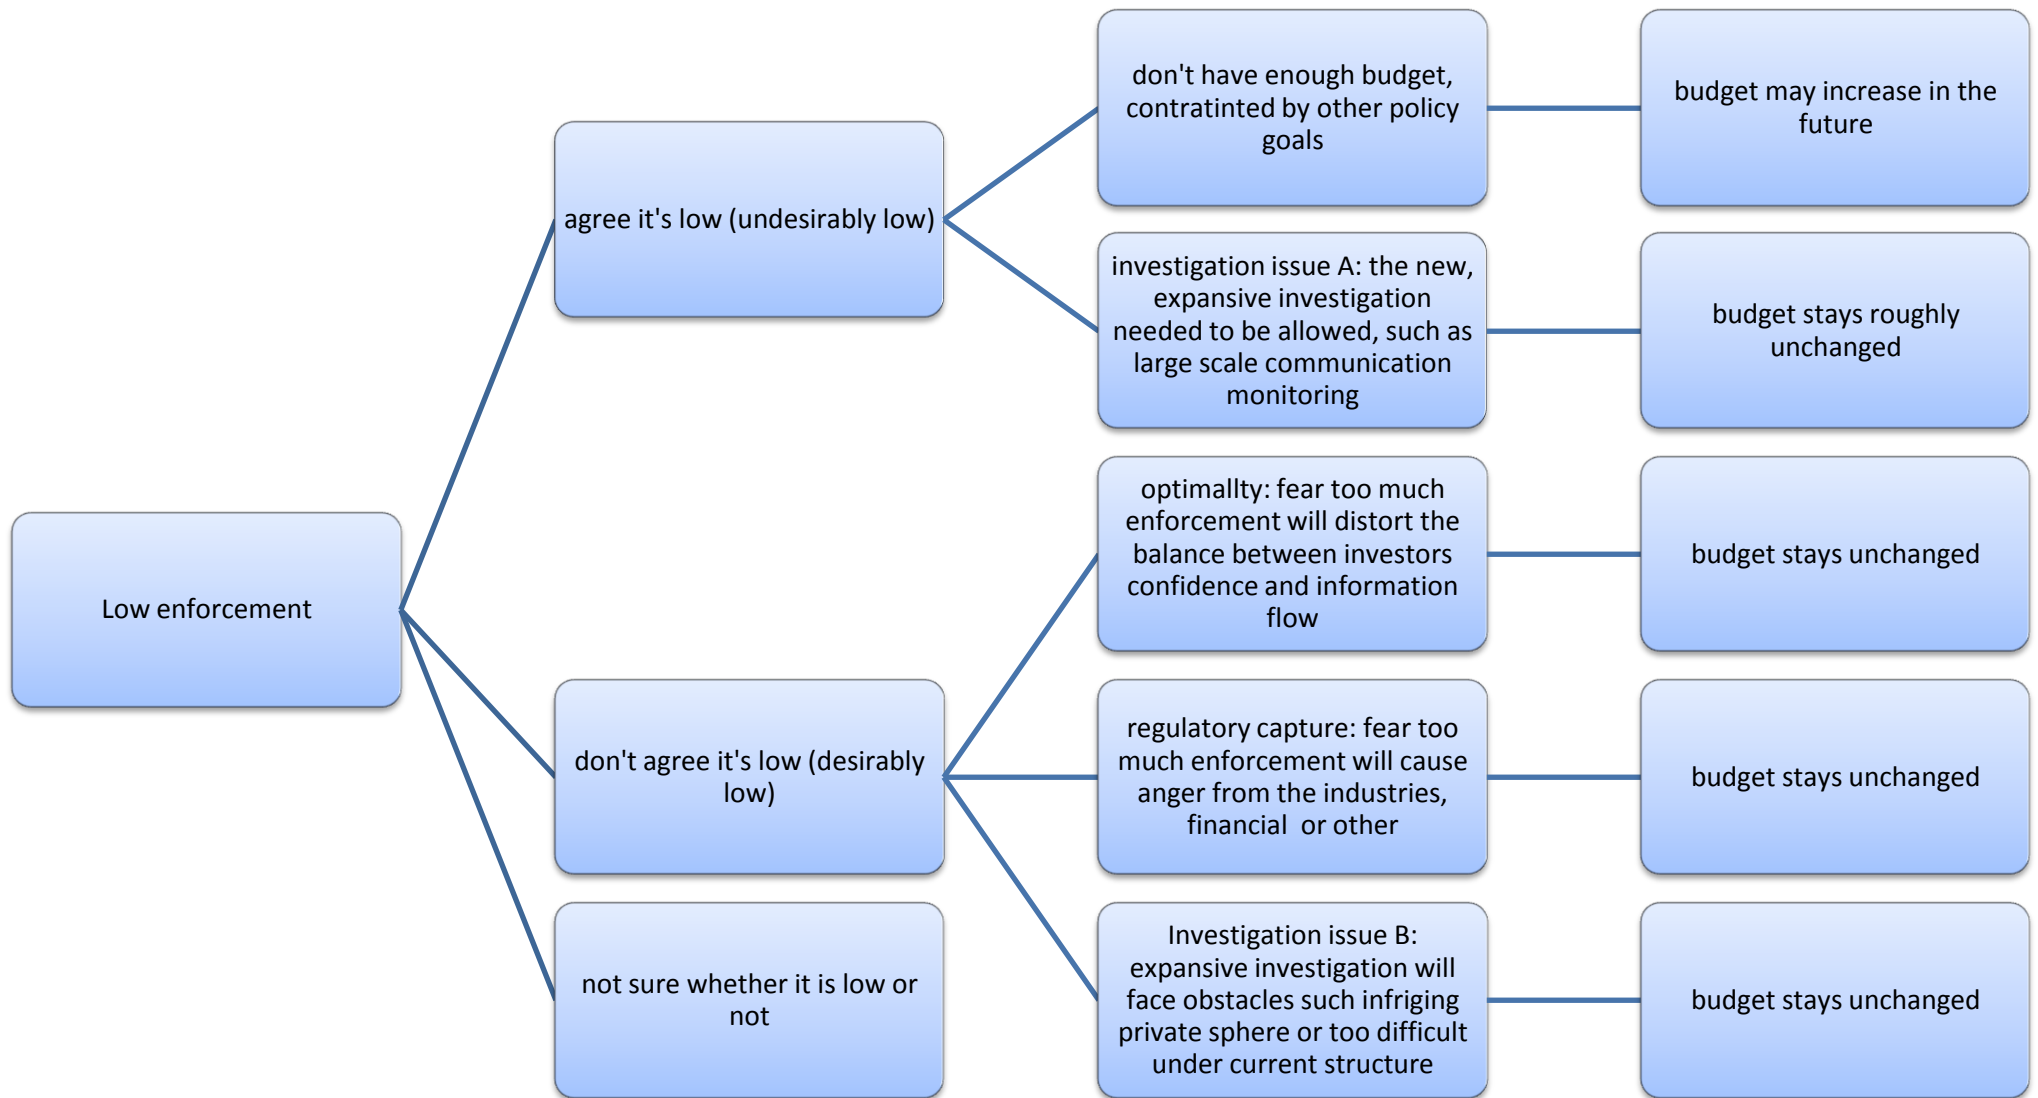 Low enforcement
agree it's low (undesirably low)
don't have enough budget,
contratinted by other policy
goals
budget may increase in the
future
investigation issue A: the new,
expansive investigation
needed to be allowed, such as
large scale communication
monitoring
budget stays roughly
unchanged
don't agree it's low (desirably
low)
optimallty: fear too much
enforcement will distort the
balance between investors
confidence and information
flow
budget stays unchanged
regulatory capture: fear too
much enforcement will cause
anger from the industries,
financial  or other
budget stays unchanged
Investigation issue B:
expansive investigation will
face obstacles such infriging
private sphere or too difficult
under current structure
budget stays unchanged
not sure whether it is low or
not